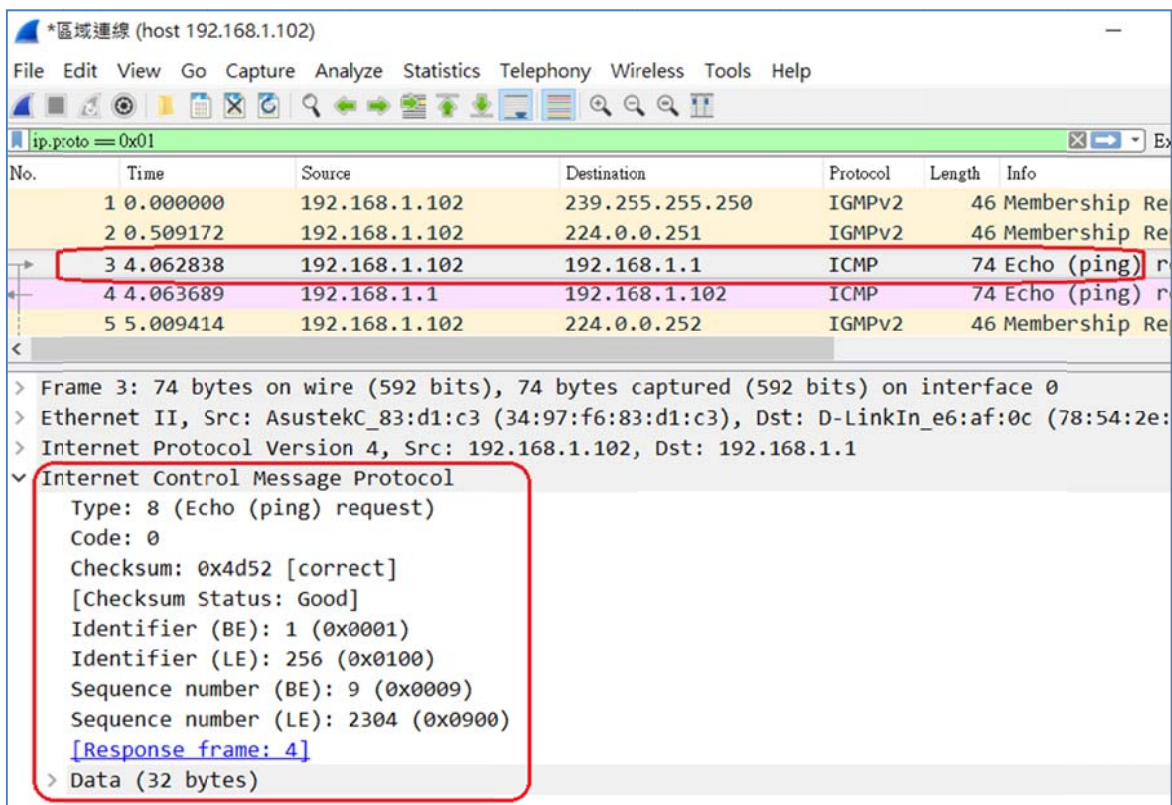 *區域連線 (host 192.168.1.102)
File Edit View Go Capture Analyze Statistics Telephony Wireless Tools Help
ip.proto == 0x01
No. Time Source Destination Protocol Length Info
1 0.000000 192.168.1.102 239.255.255.250 IGMPv2 46 Membership Re
2 0.509172 192.168.1.102 224.0.0.251 IGMPv2 46 Membership Re
3 4.062838 192.168.1.102 192.168.1.1 ICMP 74 Echo (ping) r
4 4.063689 192.168.1.1 192.168.1.102 ICMP 74 Echo (ping) r
5 5.009414 192.168.1.102 224.0.0.252 IGMPv2 46 Membership Re
Frame 3: 74 bytes on wire (592 bits), 74 bytes captured (592 bits) on interface 0
Ethernet II, Src: AsustekC_83:d1:c3 (34:97:f6:83:d1:c3), Dst: D-LinkIn_e6:af:0c (78:54:2e:
Internet Protocol Version 4, Src: 192.168.1.102, Dst: 192.168.1.1
Internet Control Message Protocol
Type: 8 (Echo (ping) request)
Code: 0
Checksum: 0x4d52 [correct]
[Checksum Status: Good]
Identifier (BE): 1 (0x0001)
Identifier (LE): 256 (0x0100)
Sequence number (BE): 9 (0x0009)
Sequence number (LE): 2304 (0x0900)
[Response frame: 4]
Data (32 bytes)